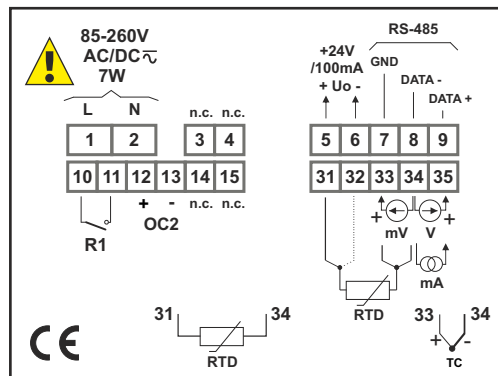 85-260V
AC/DC
7W
L N
+24V
/100mA
+ Uo -
RS-485
GND
DATA -
DATA +
n.c. n.c.
1 2 3 4
5 6 7 8 9
10 11 12 13 14 15
31 32 33 34 35
R1
+ -
OC2
n.c. n.c.
+ +
mV V
mA
RTD
31 34
RTD
33 34
+ -
TC
CE